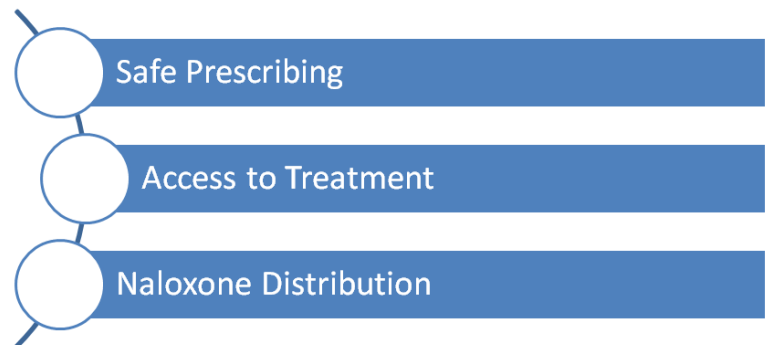 Safe Prescribing
Access to Treatment
Naloxone Distribution